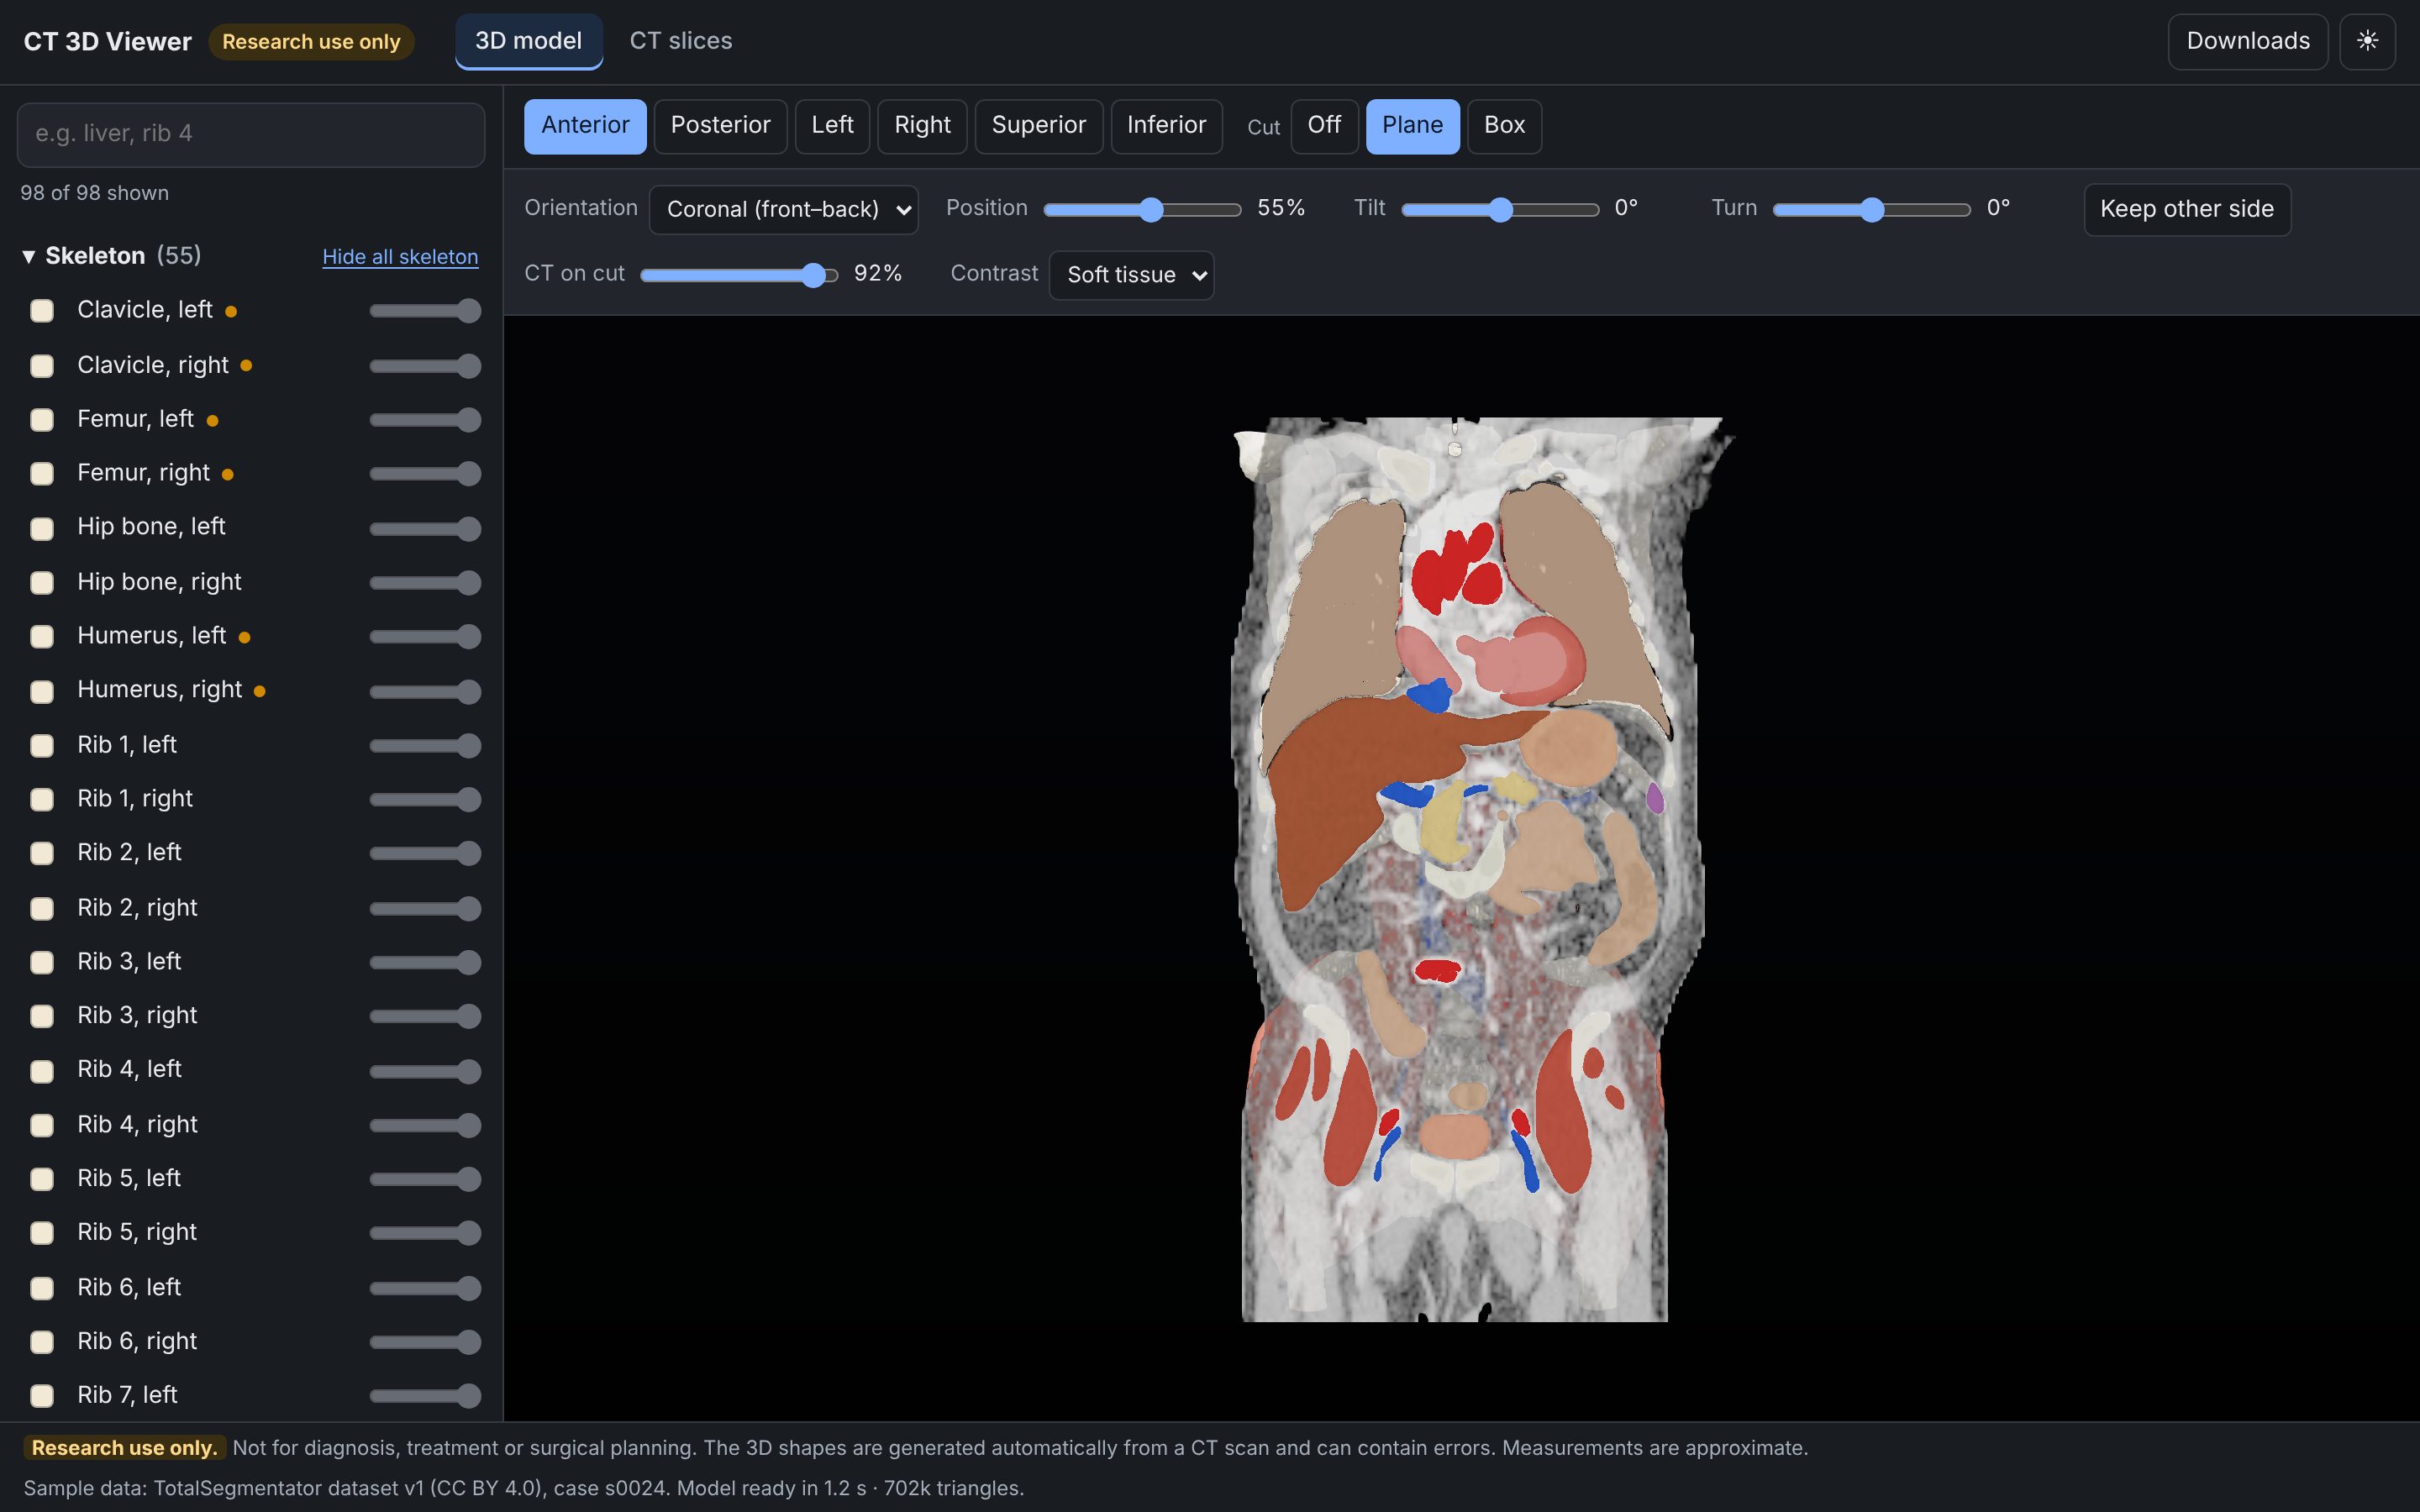 CT 3D Viewer Research use only 3D model CT slices Downloads
e.g. liver, rib 4
98 of 98 shown
▼ Skeleton (55) Hide all skeleton
Clavicle, left
Clavicle, right
Femur, left
Femur, right
Hip bone, left
Hip bone, right
Humerus, left
Humerus, right
Rib 1, left
Rib 1, right
Rib 2, left
Rib 2, right
Rib 3, left
Rib 3, right
Rib 4, left
Rib 4, right
Rib 5, left
Rib 5, right
Rib 6, left
Rib 6, right
Rib 7, left
Anterior Posterior Left Right Superior Inferior Cut Off Plane Box
Orientation Coronal (front–back) Position 55% Tilt 0° Turn 0° Keep other side
CT on cut 92% Contrast Soft tissue
Research use only. Not for diagnosis, treatment or surgical planning. The 3D shapes are generated automatically from a CT scan and can contain errors. Measurements are approximate.
Sample data: TotalSegmentator dataset v1 (CC BY 4.0), case s0024. Model ready in 1.2 s · 702k triangles.